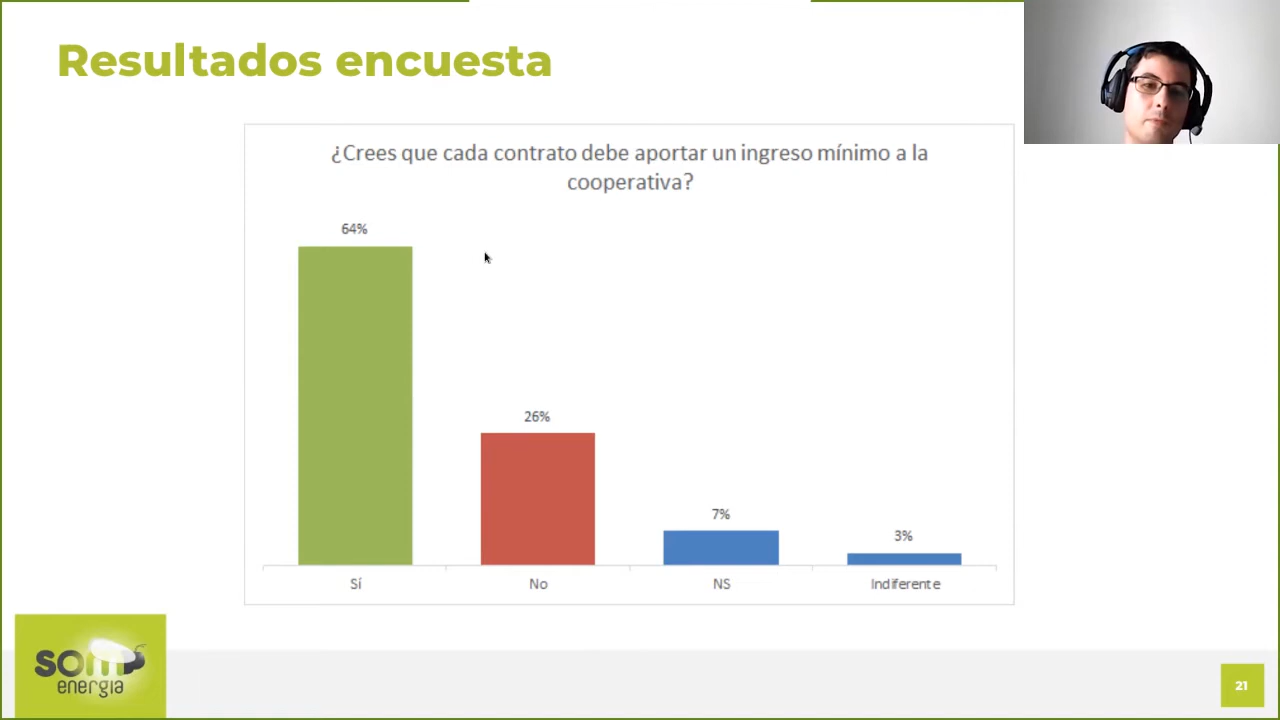 Resultados encuesta
¿Crees que cada contrato debe aportar un ingreso mínimo a la
cooperativa?
64%
26%
7%
3%
Sí
No
NS
Indiferente
som
energia
21